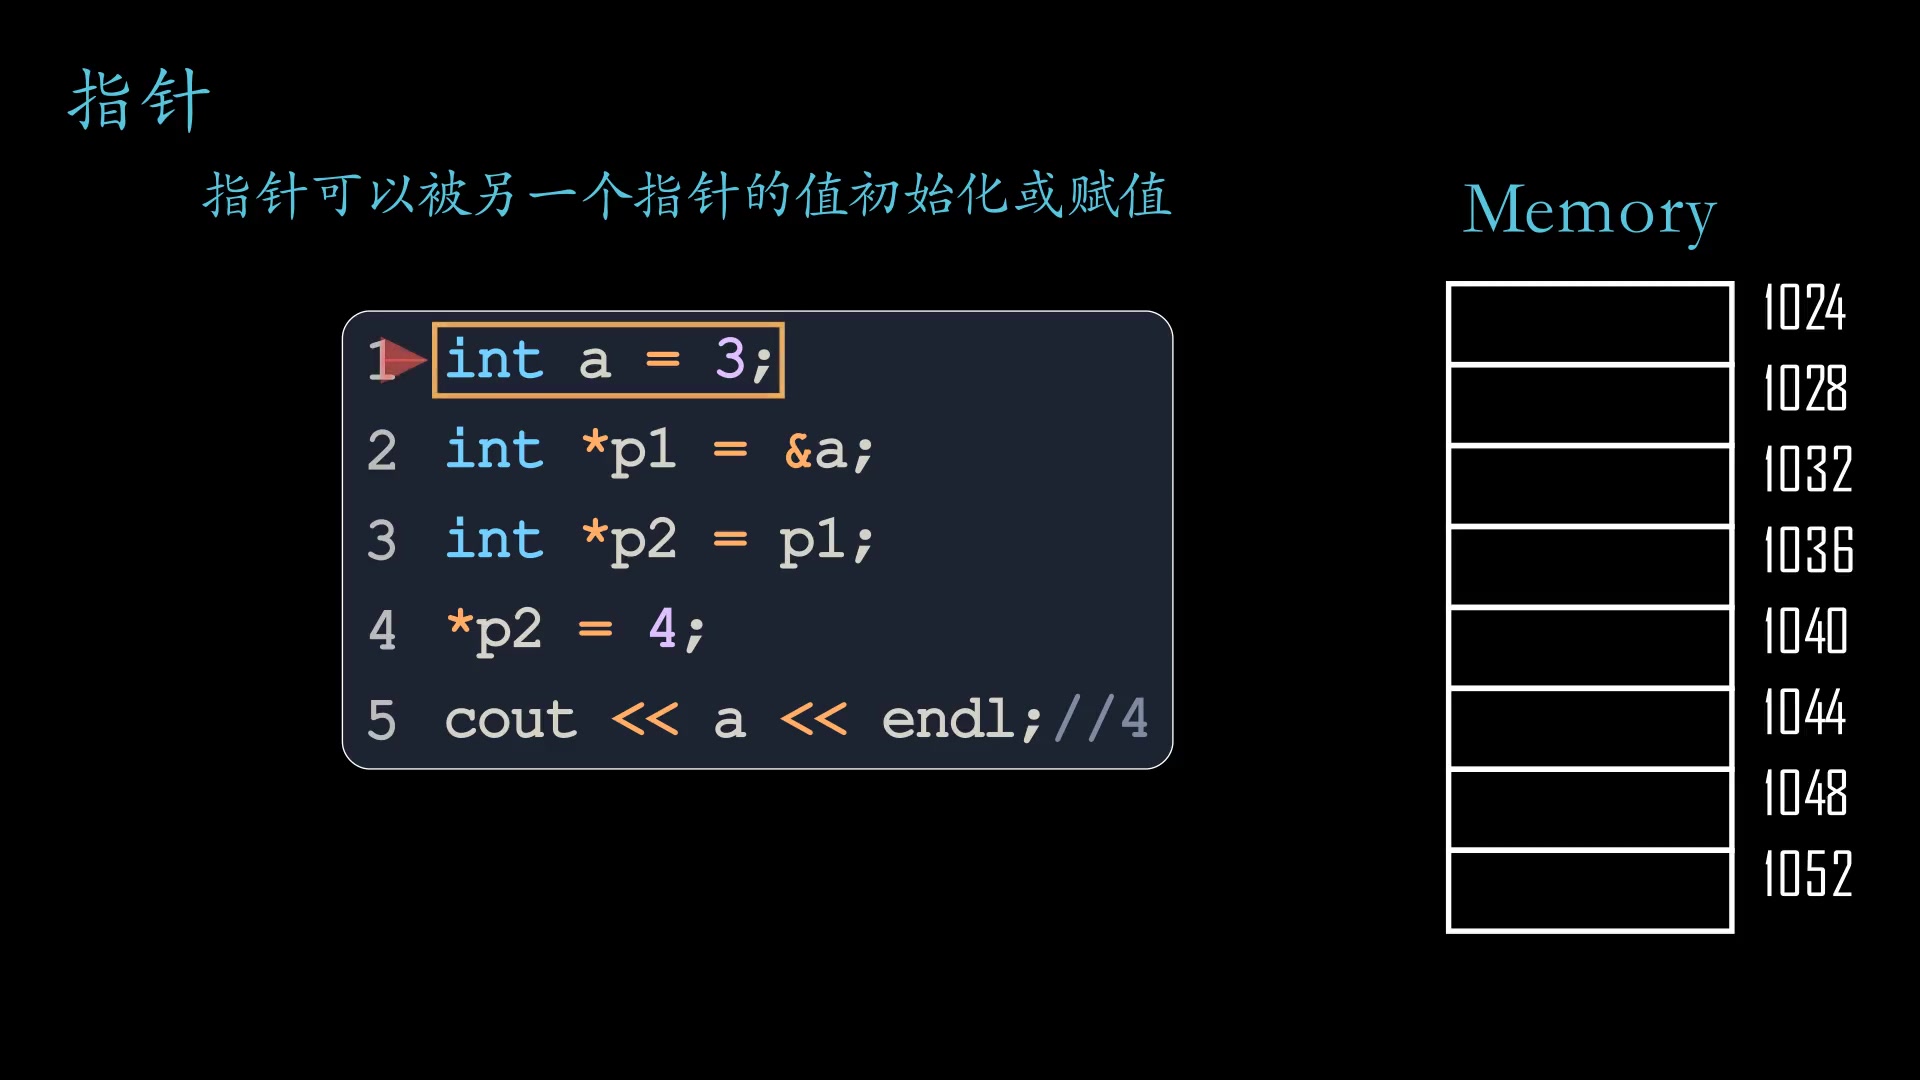 指针
指针可以被另一个指针的值初始化或赋值
Memory
1 int a = 3;
2 int *p1 = &a;
3 int *p2 = p1;
4 *p2 = 4;
5 cout << a << endl;//4
1024
1028
1032
1036
1040
1044
1048
1052